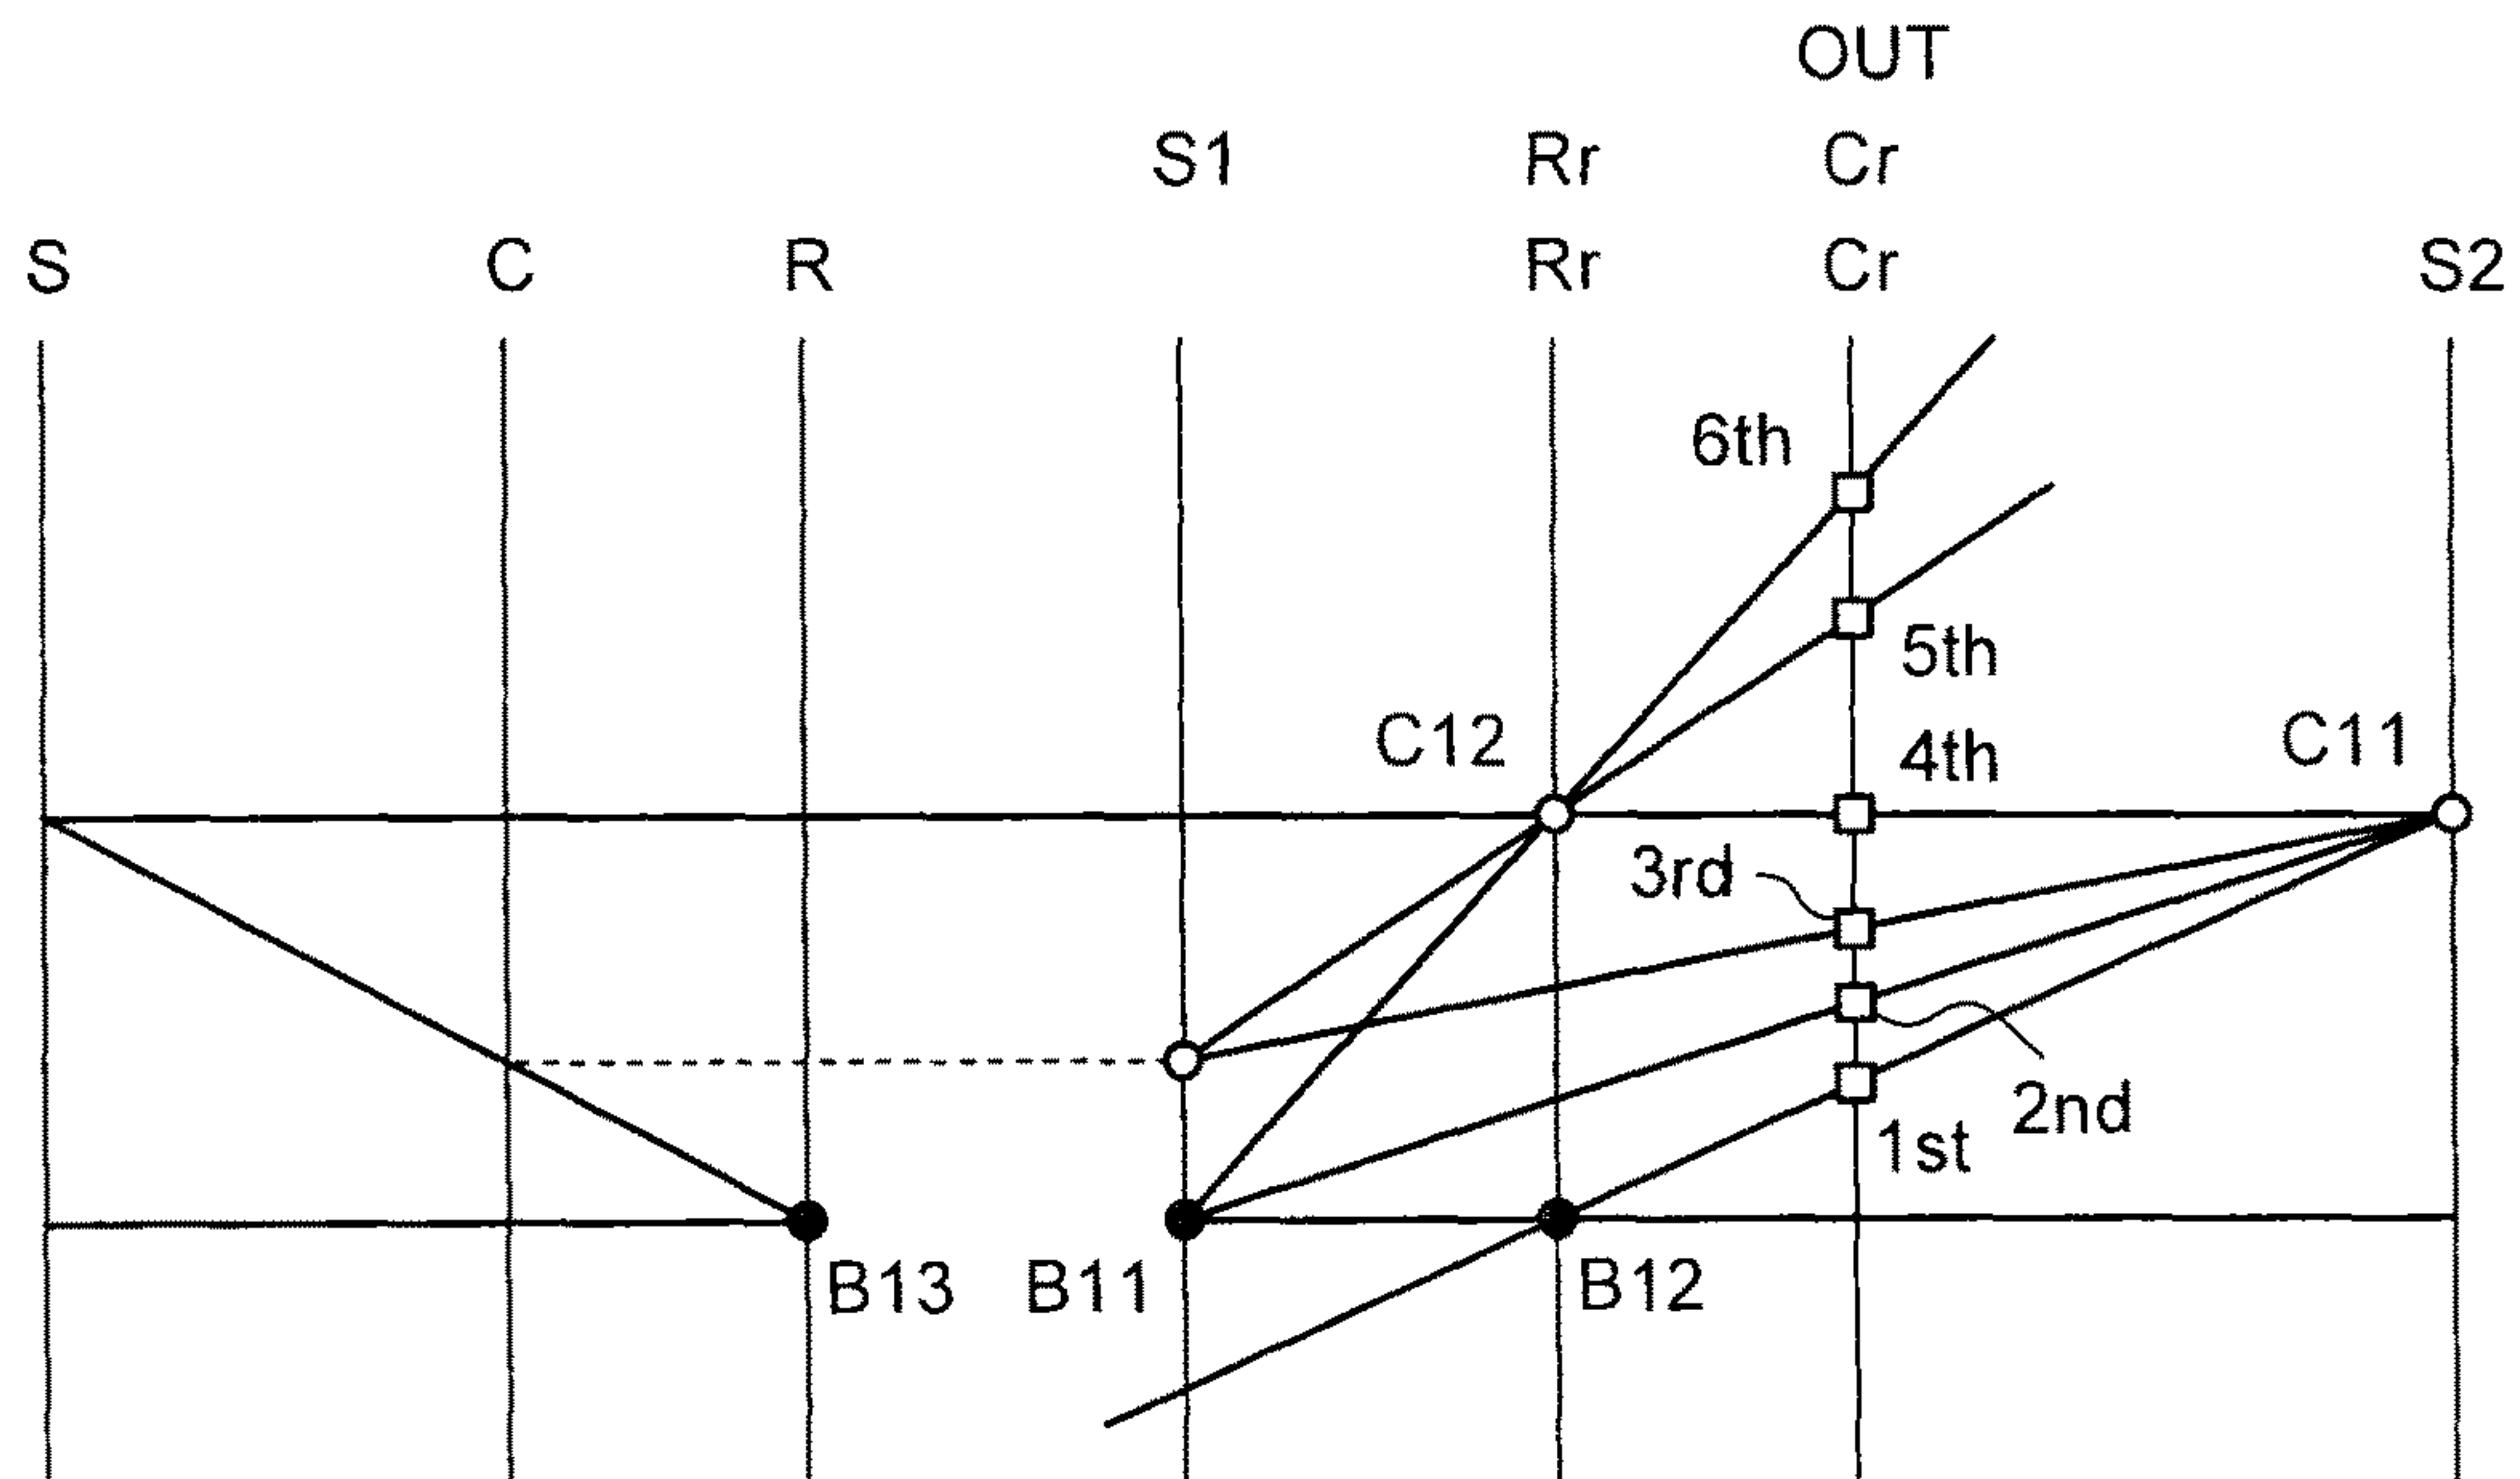 OUT
S1 Rr Cr
S C R Rr Cr S2
6th
5th
C12 4th C11
3rd
2nd
1st
B13 B11 B12